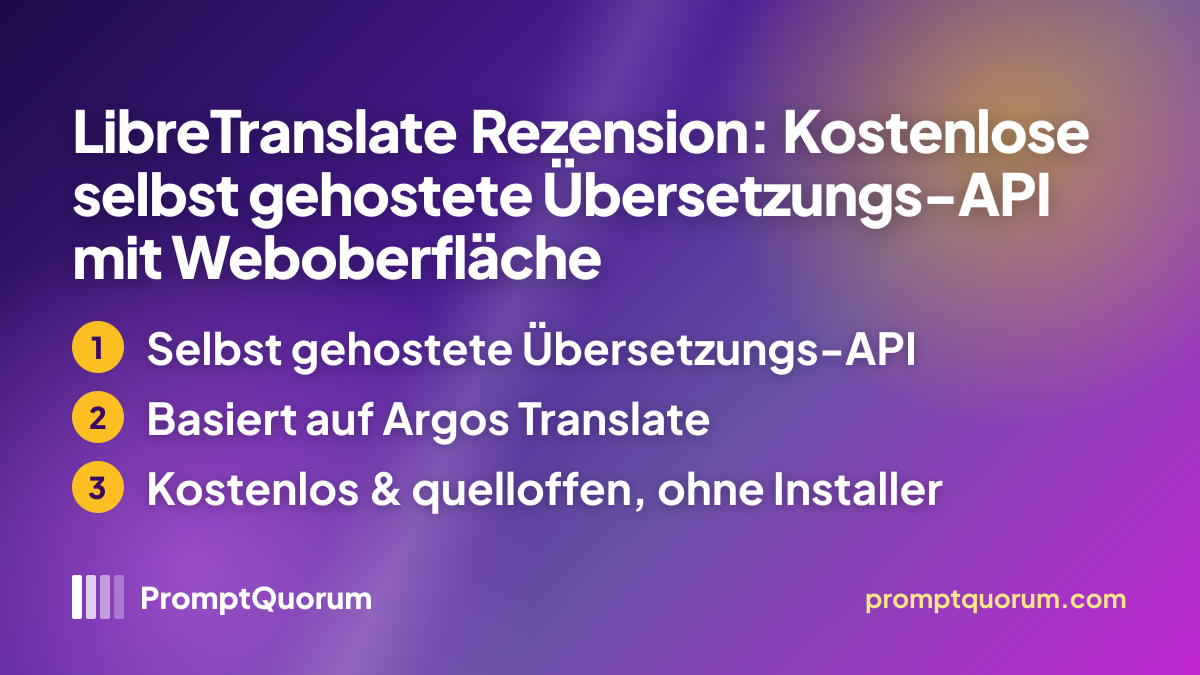 LibreTranslate Rezension: Kostenlose
selbst gehostete Übersetzungs-API
mit Weboberfläche
1 Selbst gehostete Übersetzungs-API
2 Basiert auf Argos Translate
3 Kostenlos & quelloffen, ohne Installer
PromptQuorum
promptquorum.com